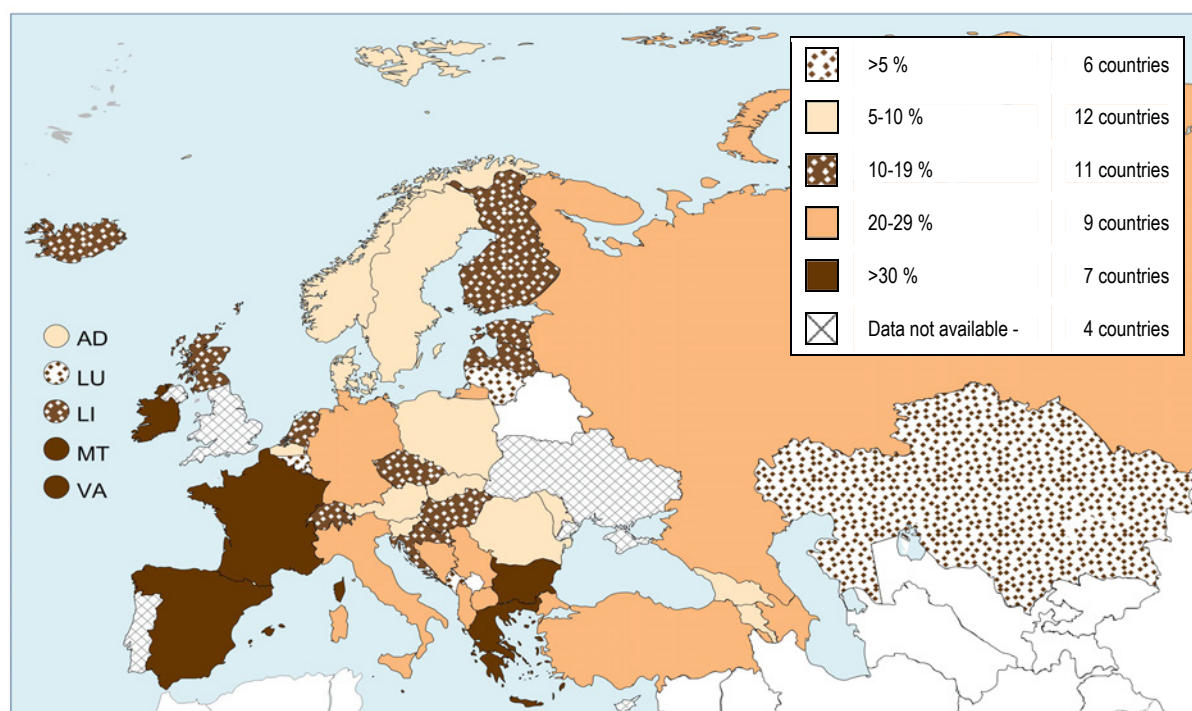 >5 % 6 countries
5-10 % 12 countries
10-19 % 11 countries
20-29 % 9 countries
>30 % 7 countries
Data not available - 4 countries
AD
LU
LI
MT
VA